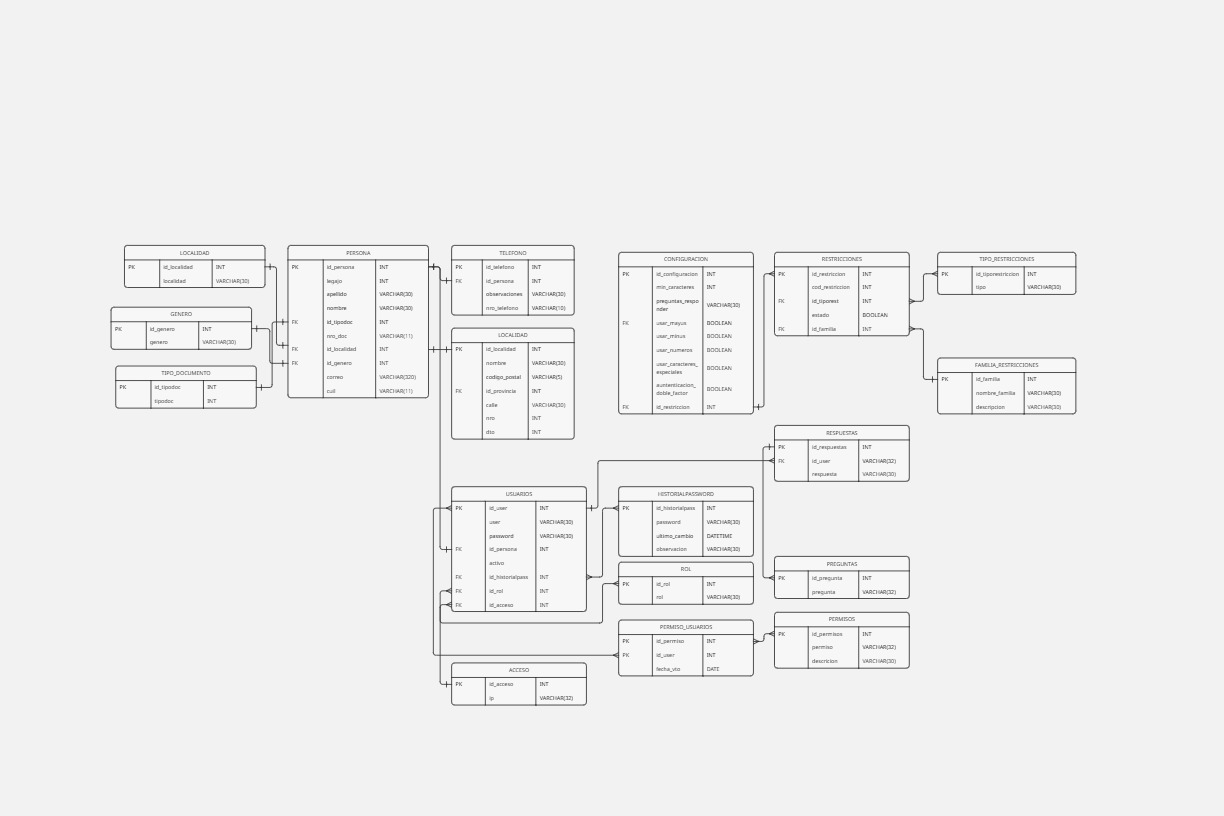 LOCALIDAD
PK id_localidad INT
localidad VARCHAR(30)
GENERO
PK id_genero INT
genero VARCHAR(30)
TIPO_DOCUMENTO
PK id_tipodoc INT
tipodoc INT
PERSONA
PK id_persona INT
legajo INT
apellido VARCHAR(30)
nombre VARCHAR(30)
FK id_tipodoc INT
nro_doc VARCHAR(11)
FK id_localidad INT
FK id_genero INT
correo VARCHAR(320)
cuil VARCHAR(11)
TELEFONO
PK id_telefono INT
FK id_persona INT
observaciones VARCHAR(30)
nro_telefono VARCHAR(10)
LOCALIDAD
PK id_localidad INT
nombre VARCHAR(30)
codigo_postal VARCHAR(5)
FK id_provincia INT
calle VARCHAR(30)
nro INT
dto INT
USUARIOS
PK id_user INT
user VARCHAR(30)
password VARCHAR(30)
FK id_persona INT
activo
FK id_historialpass INT
FK id_rol INT
FK id_acceso INT
ACCESO
PK id_acceso INT
ip VARCHAR(32)
CONFIGURACION
PK id_configuracion INT
min_caracteres INT
preguntas_respo
nder VARCHAR(30)
FK user_mayus BOOLEAN
user_minus BOOLEAN
user_numeros BOOLEAN
user_caracteres_
especiales BOOLEAN
auntenticacion_
doble_factor BOOLEAN
FK id_restriccion INT
HISTORIALPASSWORD
PK id_historialpass INT
password VARCHAR(30)
ultimo_cambio DATETIME
observacion VARCHAR(30)
ROL
PK id_rol INT
rol VARCHAR(30)
PERMISO_USUARIOS
PK id_permiso INT
PK id_user INT
fecha_vto DATE
RESTRICCIONES
PK id_restriccion INT
cod_restriccion INT
FK id_tiporest INT
estado BOOLEAN
FK id_familia INT
RESPUESTAS
PK id_respuestas INT
FK id_user VARCHAR(32)
respuesta VARCHAR(30)
PREGUNTAS
PK id_pregunta INT
pregunta VARCHAR(32)
PERMISOS
PK id_permisos INT
permiso VARCHAR(32)
descricion VARCHAR(30)
TIPO_RESTRICCIONES
PK id_tiporestriccion INT
tipo VARCHAR(30)
FAMILIA_RESTRICCIONES
PK id_familia INT
nombre_familia VARCHAR(30)
descripcion VARCHAR(30)